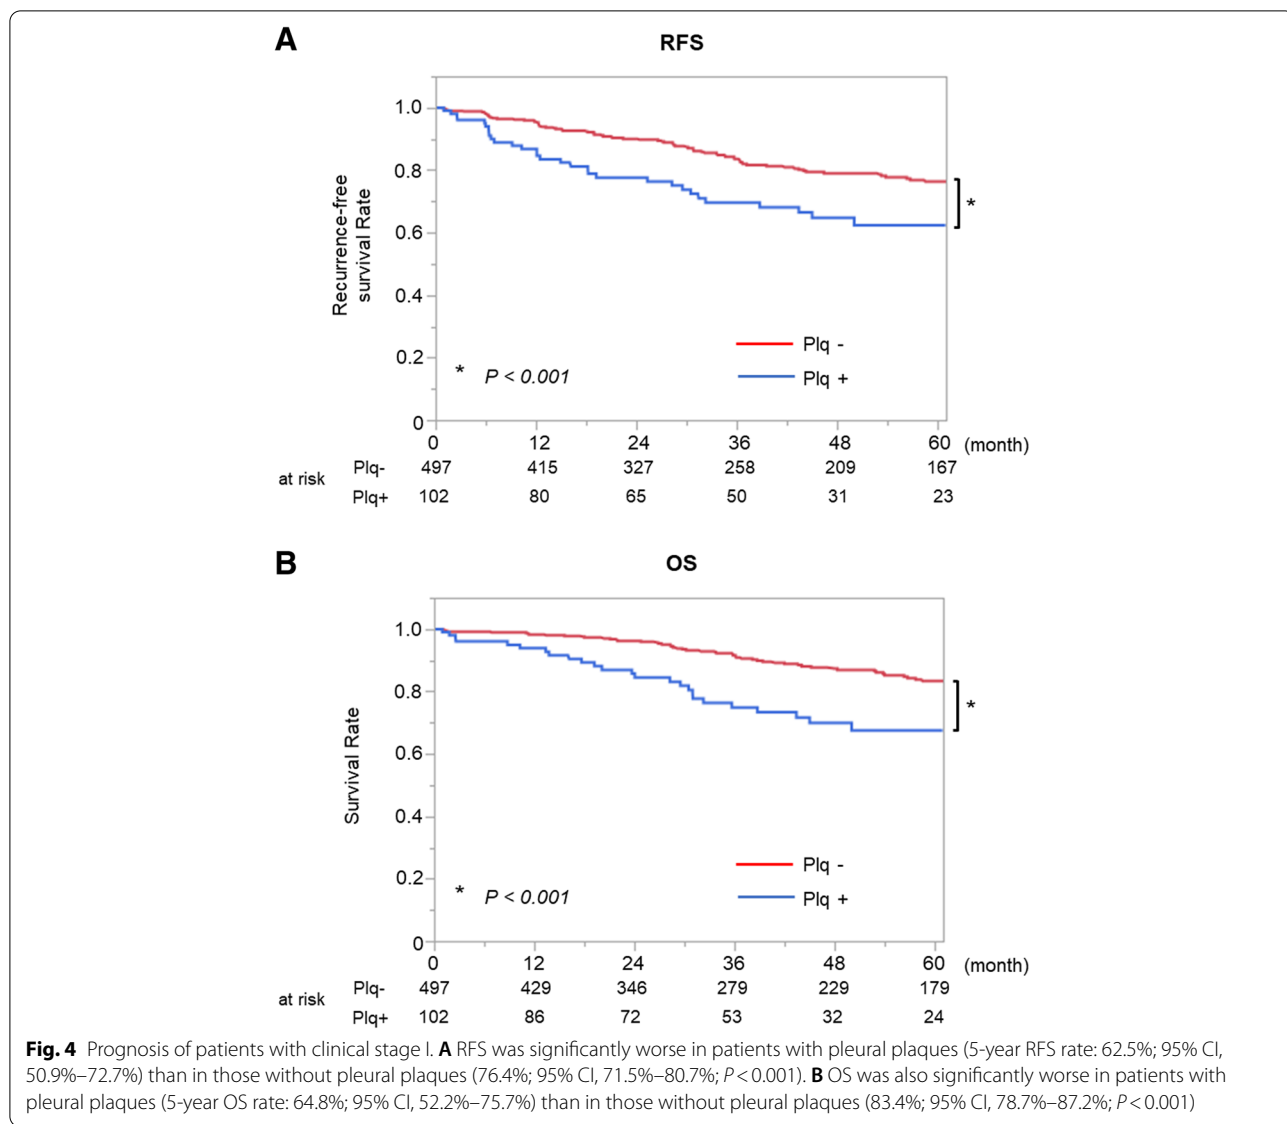 A
RFS
1.0
0.8
0.6
0.4
0.2
0
Recurrence-free
survival Rate
*
Plq -
Plq +
* P < 0.001
0 12 24 36 48 60 (month)
at risk
Plq- 497 415 327 258 209 167
Plq+ 102 80 65 50 31 23
B
OS
1.0
0.8
0.6
0.4
0.2
0
Survival Rate
*
Plq -
Plq +
* P < 0.001
0 12 24 36 48 60 (month)
at risk
Plq- 497 429 346 279 229 179
Plq+ 102 86 72 53 32 24
Fig. 4 Prognosis of patients with clinical stage I. A RFS was significantly worse in patients with pleural plaques (5-year RFS rate: 62.5%; 95% CI,
50.9%–72.7%) than in those without pleural plaques (76.4%; 95% CI, 71.5%–80.7%; P < 0.001). B OS was also significantly worse in patients with
pleural plaques (5-year OS rate: 64.8%; 95% CI, 52.2%–75.7%) than in those without pleural plaques (83.4%; 95% CI, 78.7%–87.2%; P < 0.001)